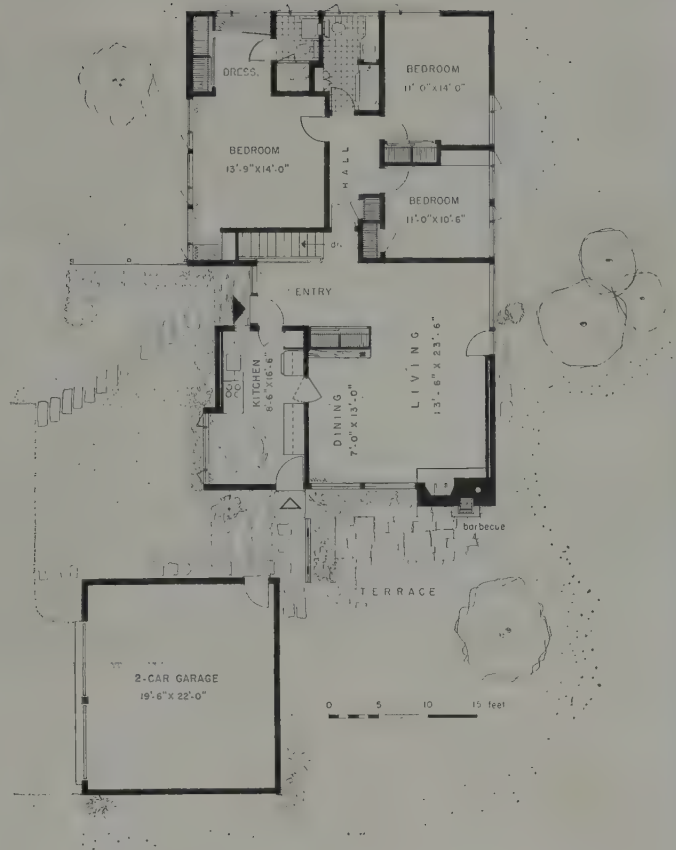 DRESS.
BEDROOM
11'-0"X14'-0"
BEDROOM
13'-9"X14'-0"
HALL
BEDROOM
11'-0"X10'-6"
dn.
ENTRY
KITCHEN
8-6"X16'-6"
DINING
7'-0"X13'-0"
LIVING
13'-6"X23'-6"
barbecue
TERRACE
2-CAR GARAGE
19'-6"X22'-0"
0 5 10 15 feet